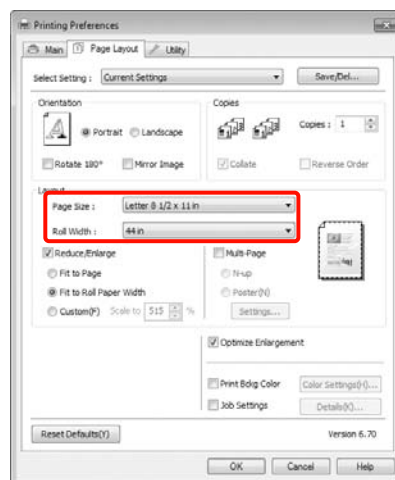 Printing Preferences
Main Page Layout Utility
Select Setting : Current Settings Save/Del...
Orientation Copies
Portrait Landscape Copies : 1
Rotate 180° Mirror Image Collate Reverse Order
Layout
Page Size : Letter 8 1/2 x 11 in
Roll Width : 44 in
Reduce/Enlarge Multi-Page
Fit to Page N-up
Fit to Roll Paper Width Poster(N)
Custom(F) Scale to 515 % Settings...
Optimize Enlargement
Print Bckg Color Color Settings(H)...
Job Settings Details(K)...
Reset Defaults(Y) Version 6.70
OK Cancel Help